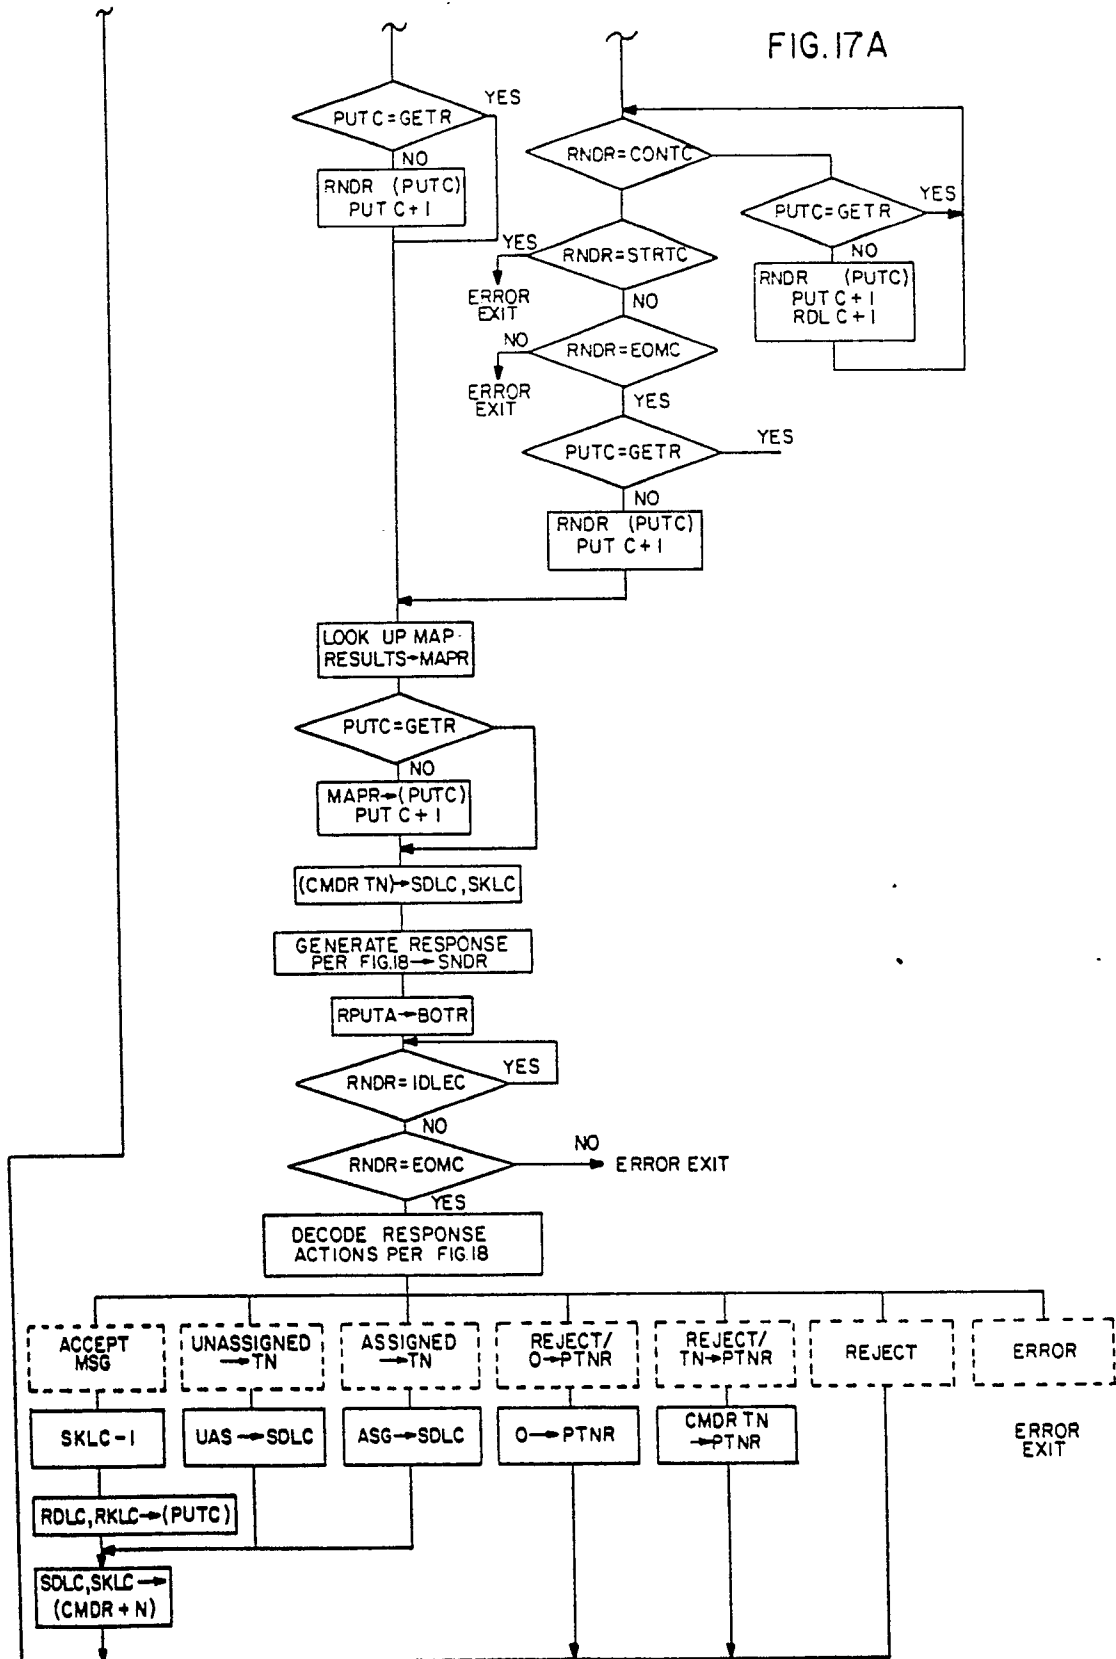 FIG. 17A
PUTC=GETR
YES
NO
RNDR (PUTC)
PUT C+1
RNDR=CONTC
PUTC=GETR
YES
NO
RNDR (PUTC)
PUT C+1
RDL C+1
YES
RNDR=STRTC
ERROR
EXIT
NO
NO
RNDR=EOMC
ERROR
EXIT
YES
PUTC=GETR
YES
NO
RNDR (PUTC)
PUT C+1
LOOK UP MAP
RESULTS→MAPR
PUTC=GETR
NO
MAPR→(PUTC)
PUT C+1
(CMDR TN)→SDLC,SKLC
GENERATE RESPONSE
PER FIG.18→SNDR
RPUTA→BOTR
RNDR=IDLEC
YES
NO
RNDR=EOMC
NO
ERROR EXIT
YES
DECODE RESPONSE
ACTIONS PER FIG.18
ACCEPT
MSG
UNASSIGNED
→TN
ASSIGNED
→TN
REJECT/
O→PTNR
REJECT/
TN→PTNR
REJECT
ERROR
SKLC-1
UAS→SDLC
ASG→SDLC
O→PTNR
CMDR TN
→PTNR
ERROR
EXIT
RDLC,RKLC→(PUTC)
SDLC,SKLC→
(CMDR+N)